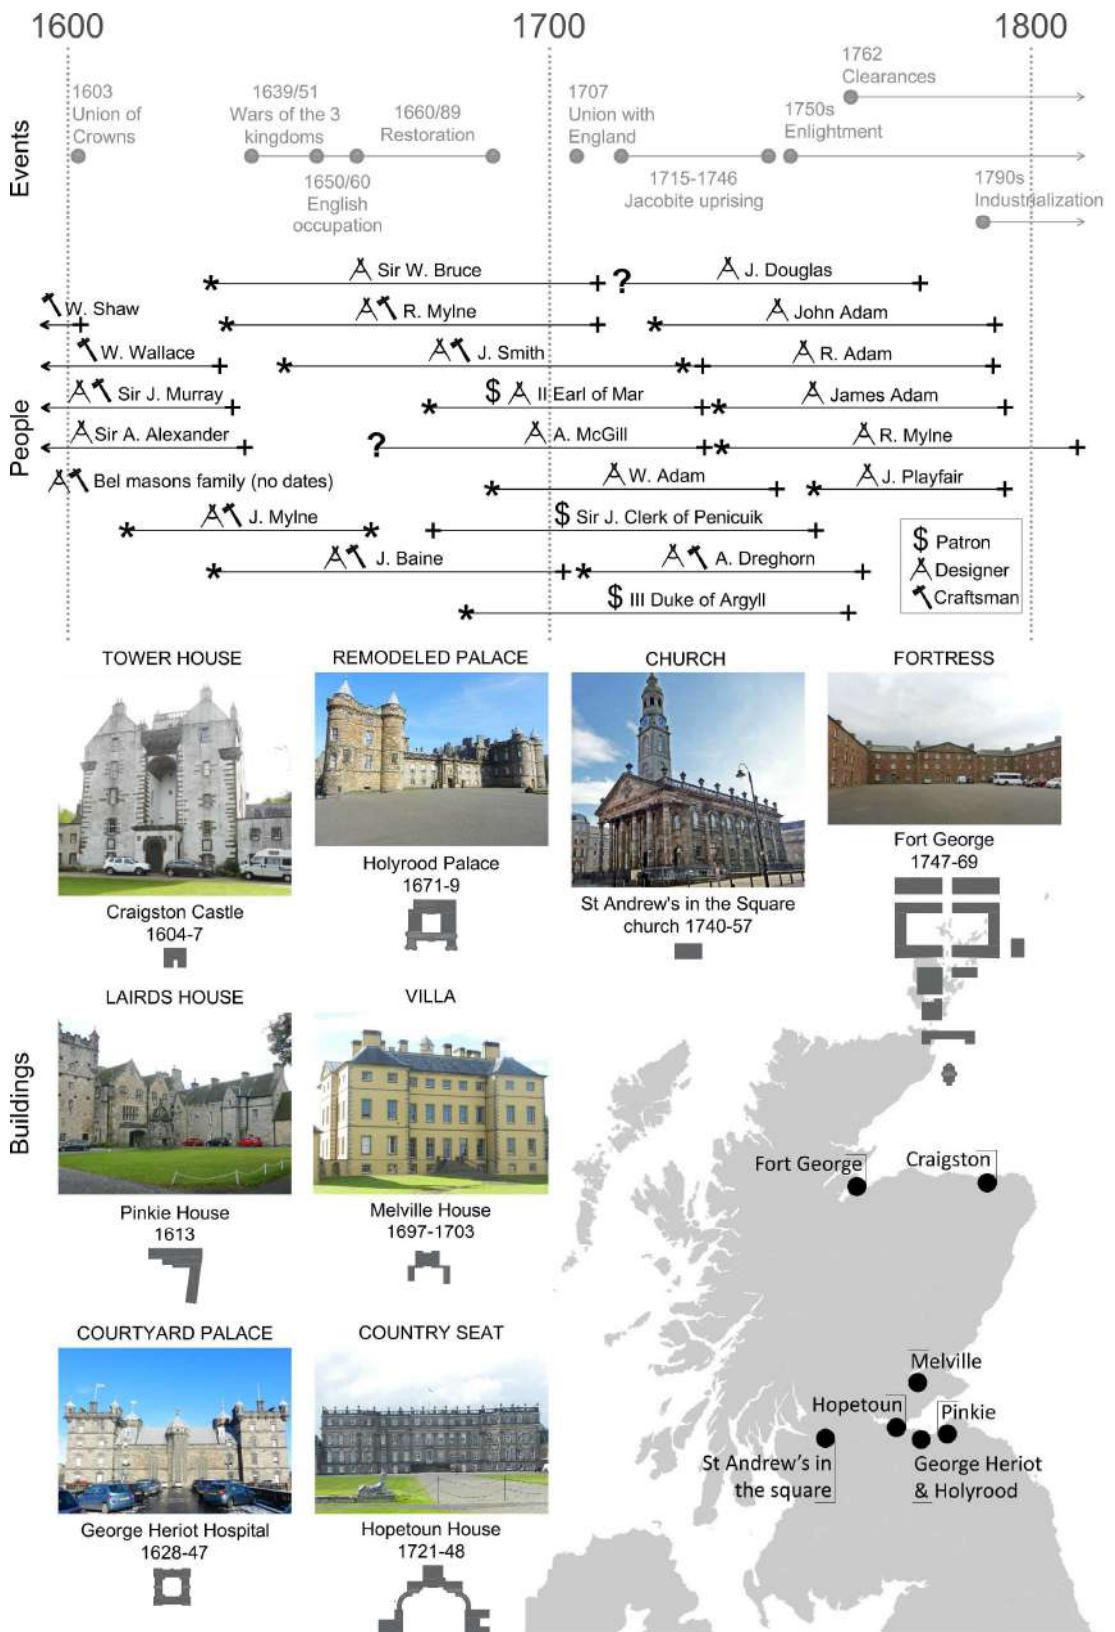 1600
1700
1800
Events
1603
Union of
Crowns
1639/51
Wars of the 3
kingdoms
1650/60
English
occupation
1660/89
Restoration
1707
Union with
England
1715-1746
Jacobite uprising
1762
Clearances
1750s
Enlightment
1790s
Industrialization
People
Sir W. Bruce
? J. Douglas
W. Shaw
R. Mylne
John Adam
W. Wallace
J. Smith
R. Adam
Sir J. Murray
$ II Earl of Mar
James Adam
Sir A. Alexander
? A. McGill
R. Mylne
Bel masons family (no dates)
W. Adam
J. Playfair
J. Mylne
$ Sir J. Clerk of Penicuik
J. Baine
A. Dreghorn
$ III Duke of Argyll
$ Patron
Designer
Craftsman
Buildings
TOWER HOUSE
Craigston Castle
1604-7
REMODELED PALACE
Holyrood Palace
1671-9
CHURCH
St Andrew's in the Square
church 1740-57
FORTRESS
Fort George
1747-69
LAIRDS HOUSE
Pinkie House
1613
VILLA
Melville House
1697-1703
COURTYARD PALACE
George Heriot Hospital
1628-47
COUNTRY SEAT
Hopetoun House
1721-48
Fort George
Craigston
Melville
Hopetoun
Pinkie
St Andrew's in
the square
George Heriot
& Holyrood